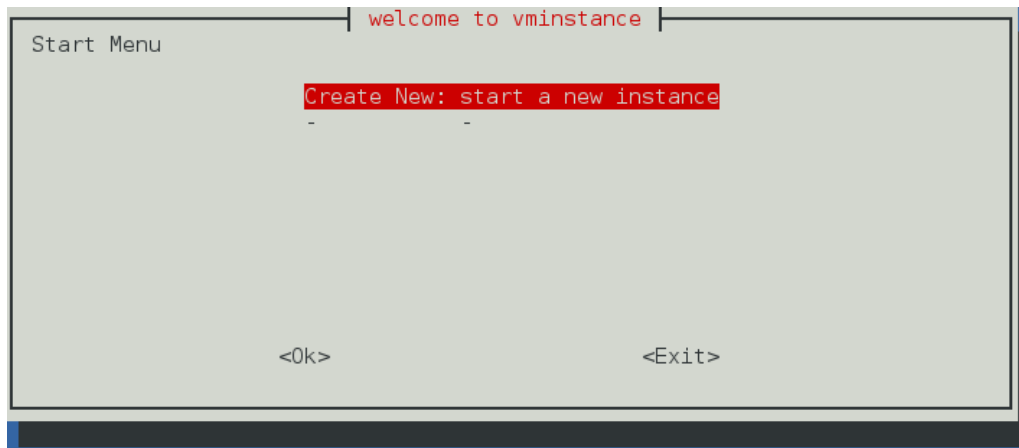 welcome to vminstance
Start Menu
Create New: start a new instance
- -
<Ok> <Exit>